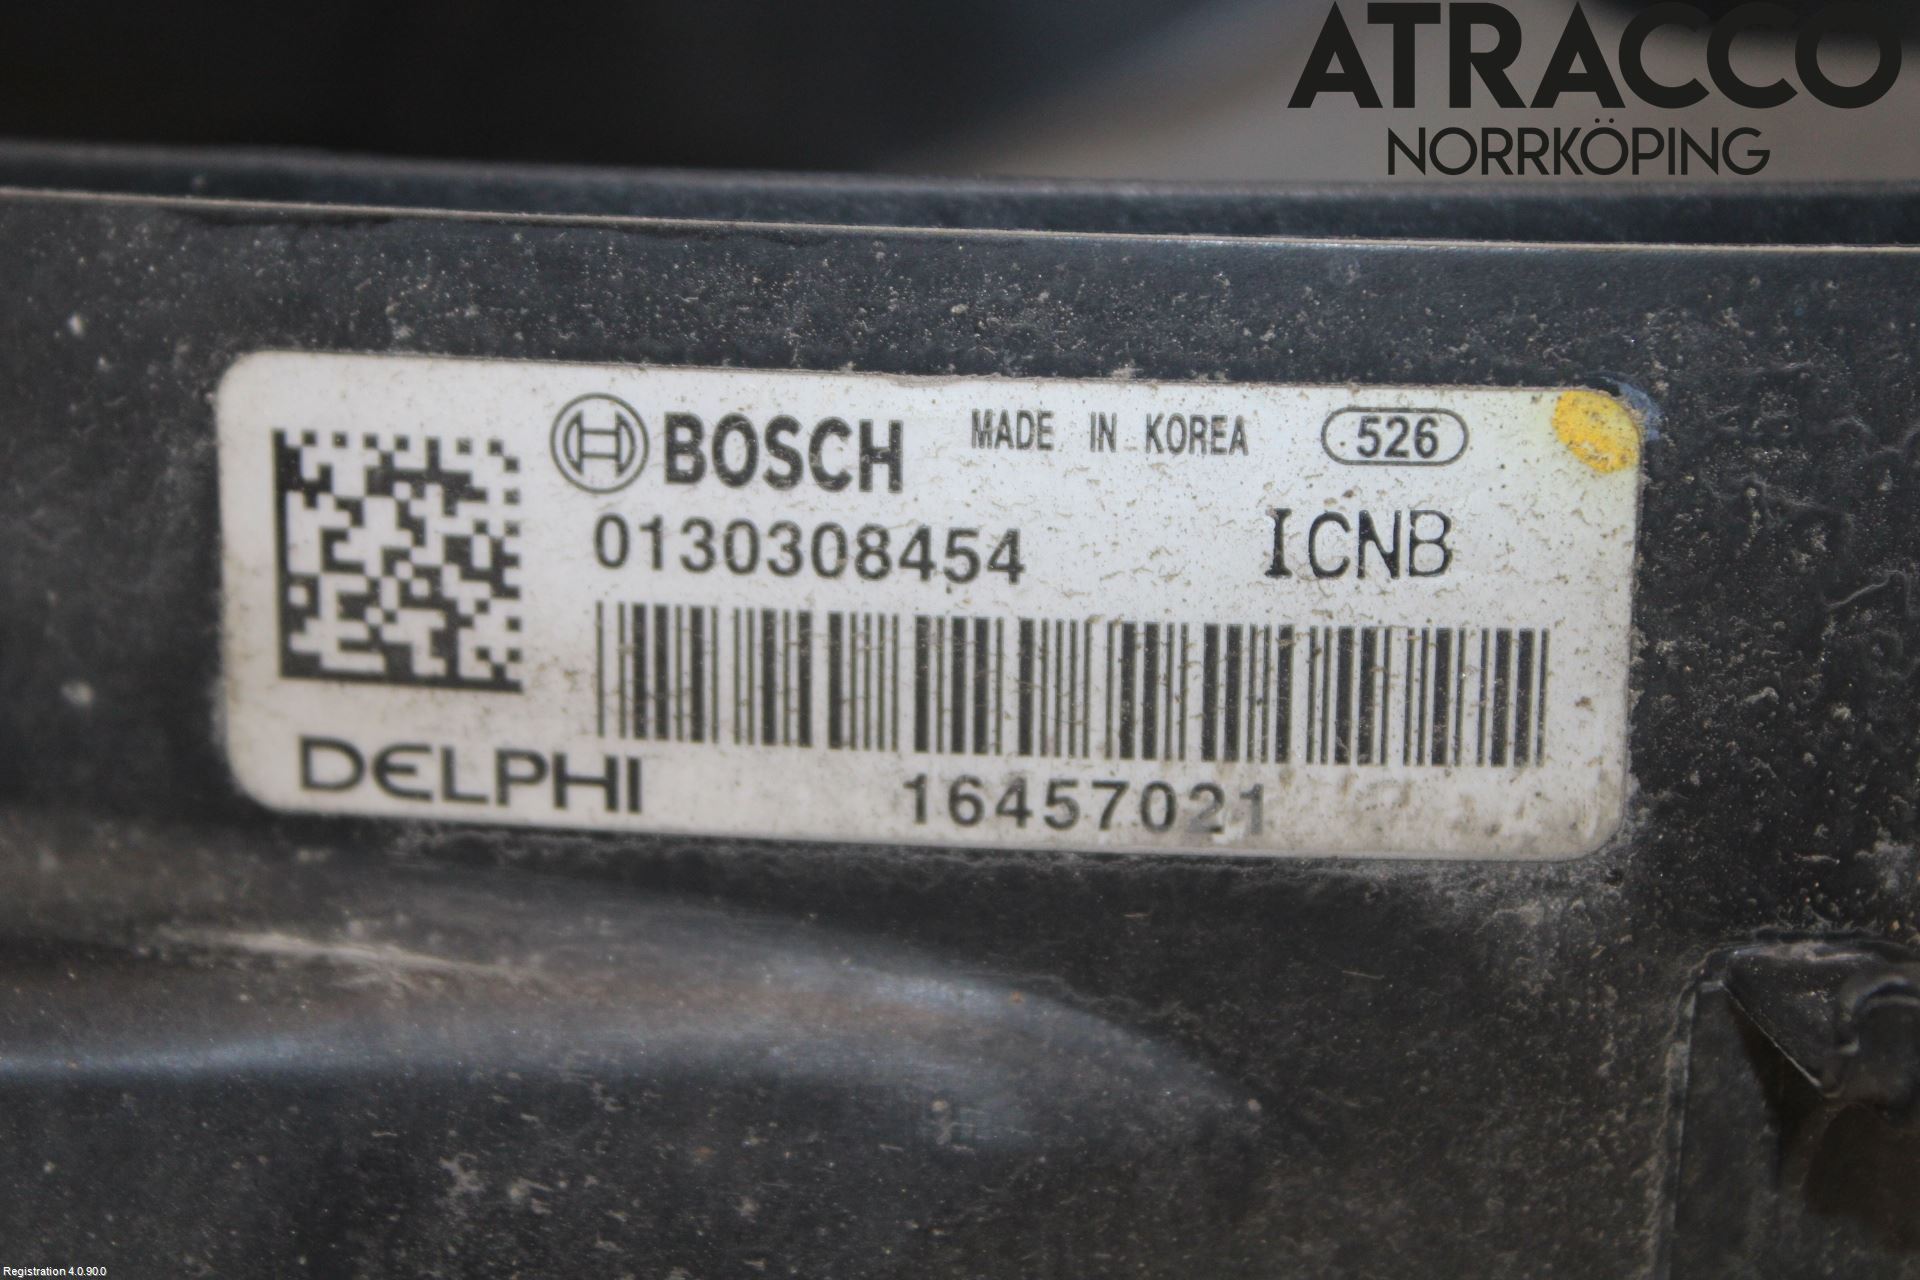 ATRACCO
NORRKÖPING
BOSCH MADE IN KOREA 526
0130308454 ICNB
DELPHI 16457021
Registration 4.0.90.0